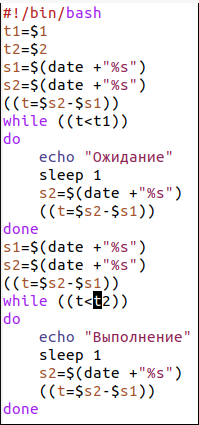 #!/bin/bash
t1=$1
t2=$2
s1=$(date +"%s")
s2=$(date +"%s")
((t=$s2-$s1))
while ((t<t1))
do
    echo "Ожидание"
    sleep 1
    s2=$(date +"%s")
    ((t=$s2-$s1))
done
s1=$(date +"%s")
s2=$(date +"%s")
((t=$s2-$s1))
while ((t<t2))
do
    echo "Выполнение"
    sleep 1
    s2=$(date +"%s")
    ((t=$s2-$s1))
done